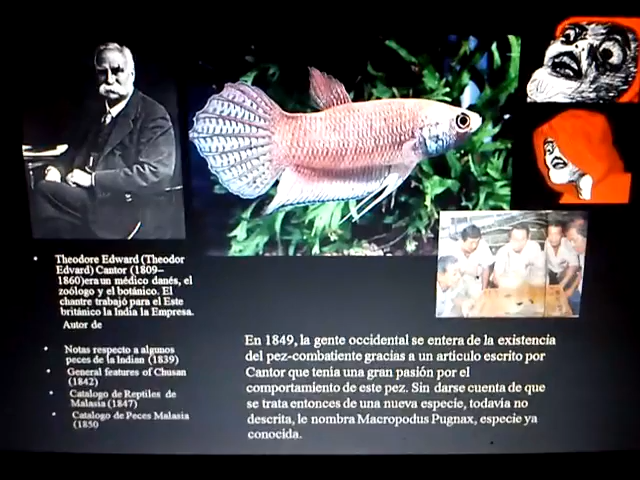 Theodore Edward (Theodor
Edvard) Cantor (1809–
1860)era un médico danés, el
zoólogo y el botánico. El
chantre trabajó para el Este
británico la India la Empresa.
Autor de
Notas respecto a algunos
peces de la Indian (1839)
General features of Chusan
(1842)
Catalogo de Reptiles de
Malasia (1847)
Catalogo de Peces Malasia
(1850
En 1849, la gente occidental se entera de la existencia
del pez-combatiente gracias a un articulo escrito por
Cantor que tenía una gran pasión por el
comportamiento de este pez. Sin darse cuenta de que
se trata entonces de una nueva especie, todavia no
descrita, le nombra Macropodus Pugnax, especie ya
conocida.